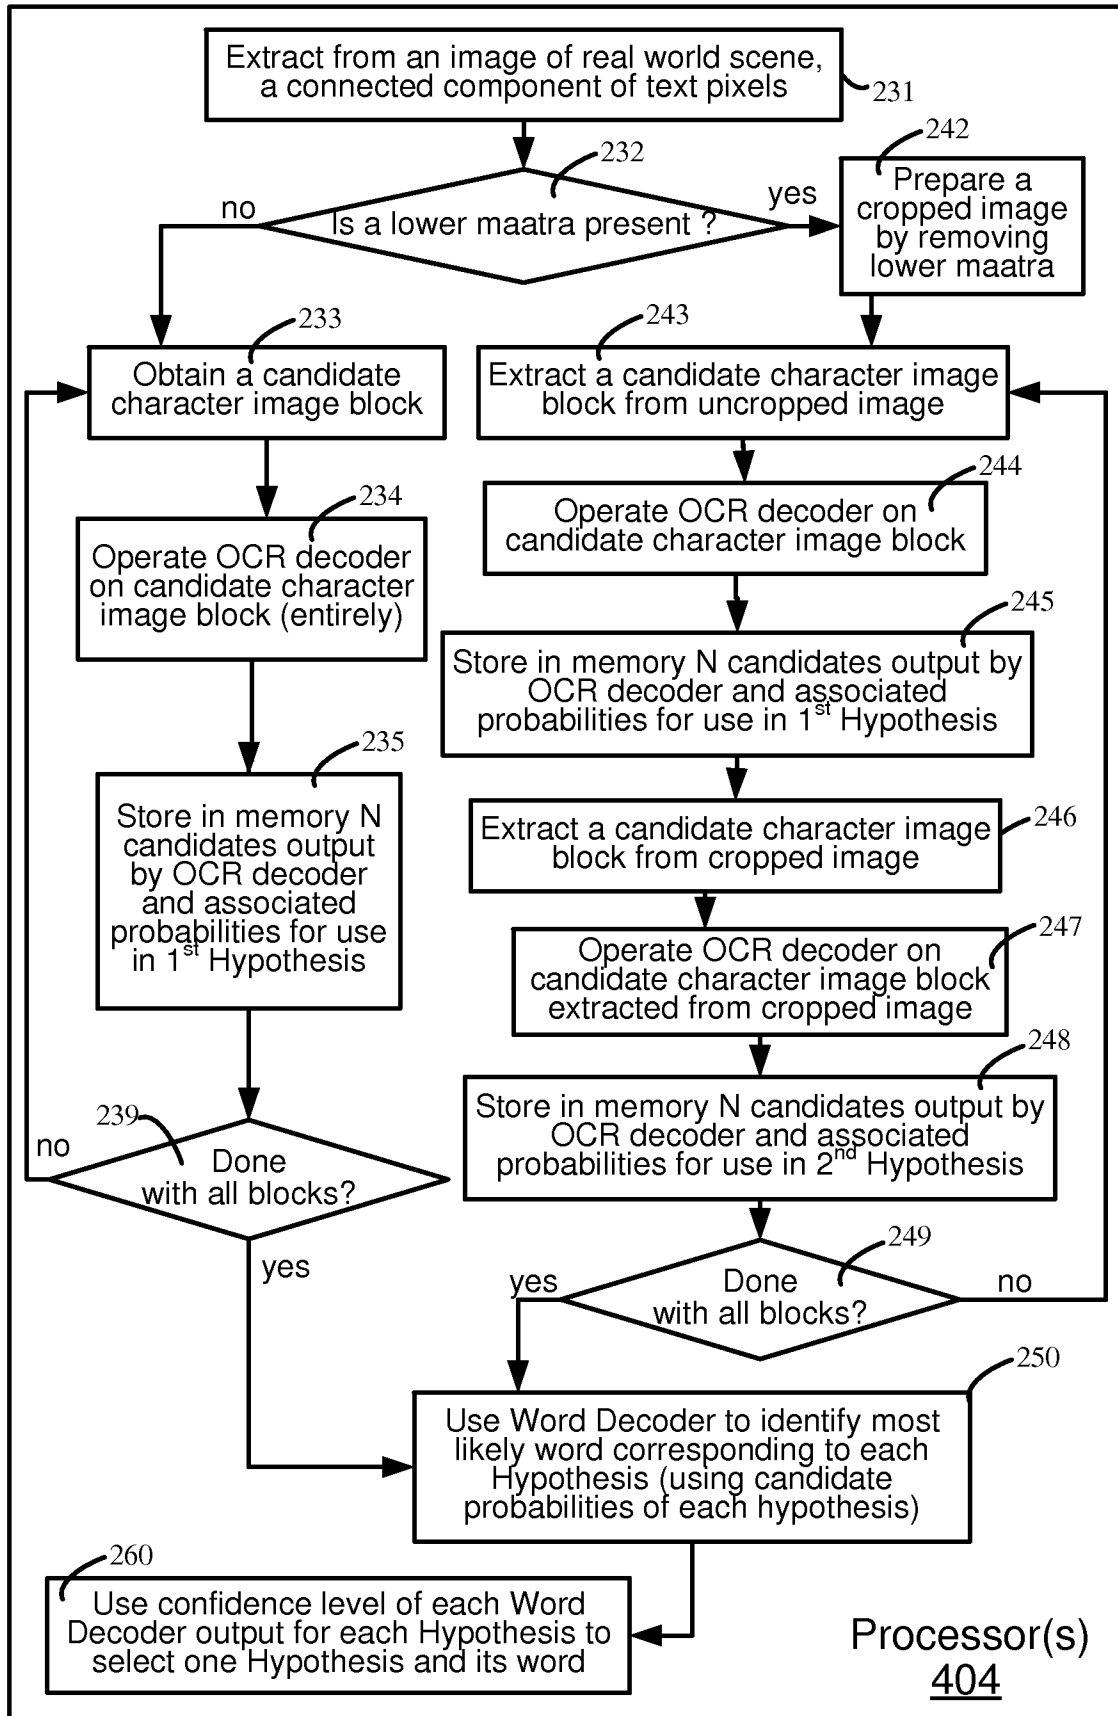 Extract from an image of real world scene,
a connected component of text pixels
231
232
242
no
Is a lower maatra present ?
yes
Prepare a
cropped image
by removing
lower maatra
233
Obtain a candidate
character image block
243
Extract a candidate character image
block from uncropped image
234
Operate OCR decoder
on candidate character
image block (entirely)
244
Operate OCR decoder on
candidate character image block
245
Store in memory N candidates output by
OCR decoder and associated
probabilities for use in 1st Hypothesis
235
Store in memory N
candidates output
by OCR decoder
and associated
probabilities for use
in 1st Hypothesis
246
Extract a candidate character image
block from cropped image
247
Operate OCR decoder on
candidate character image block
extracted from cropped image
248
Store in memory N candidates output by
OCR decoder and associated
probabilities for use in 2nd Hypothesis
239
no
Done
with all blocks?
yes
249
yes
Done
with all blocks?
no
250
Use Word Decoder to identify most
likely word corresponding to each
Hypothesis (using candidate
probabilities of each hypothesis)
260
Use confidence level of each Word
Decoder output for each Hypothesis to
select one Hypothesis and its word
Processor(s)
404